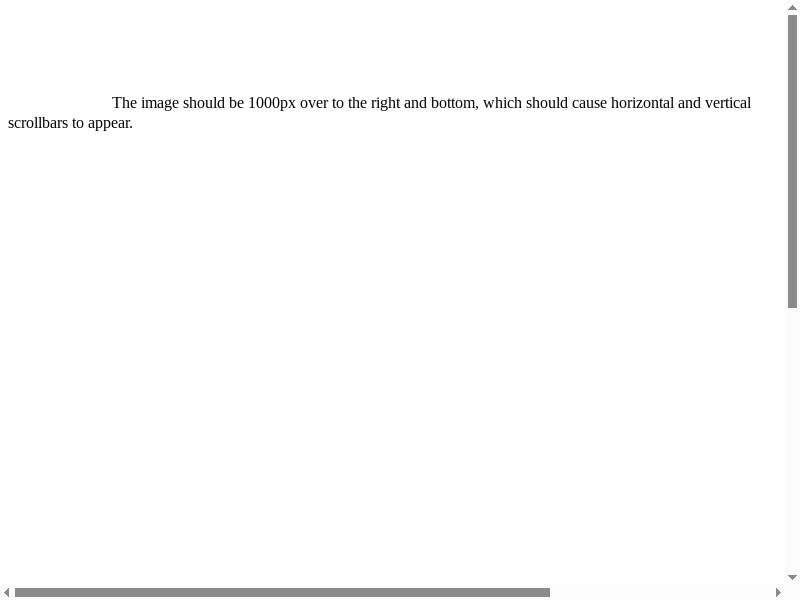 The image should be 1000px over to the right and bottom, which should cause horizontal and vertical
scrollbars to appear.